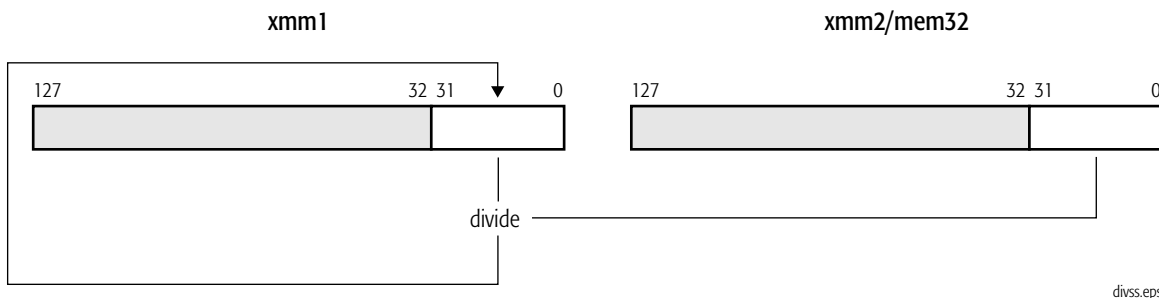 xmm1 xmm2/mem32
127 32 31 0 127 32 31 0
divide
divss.eps